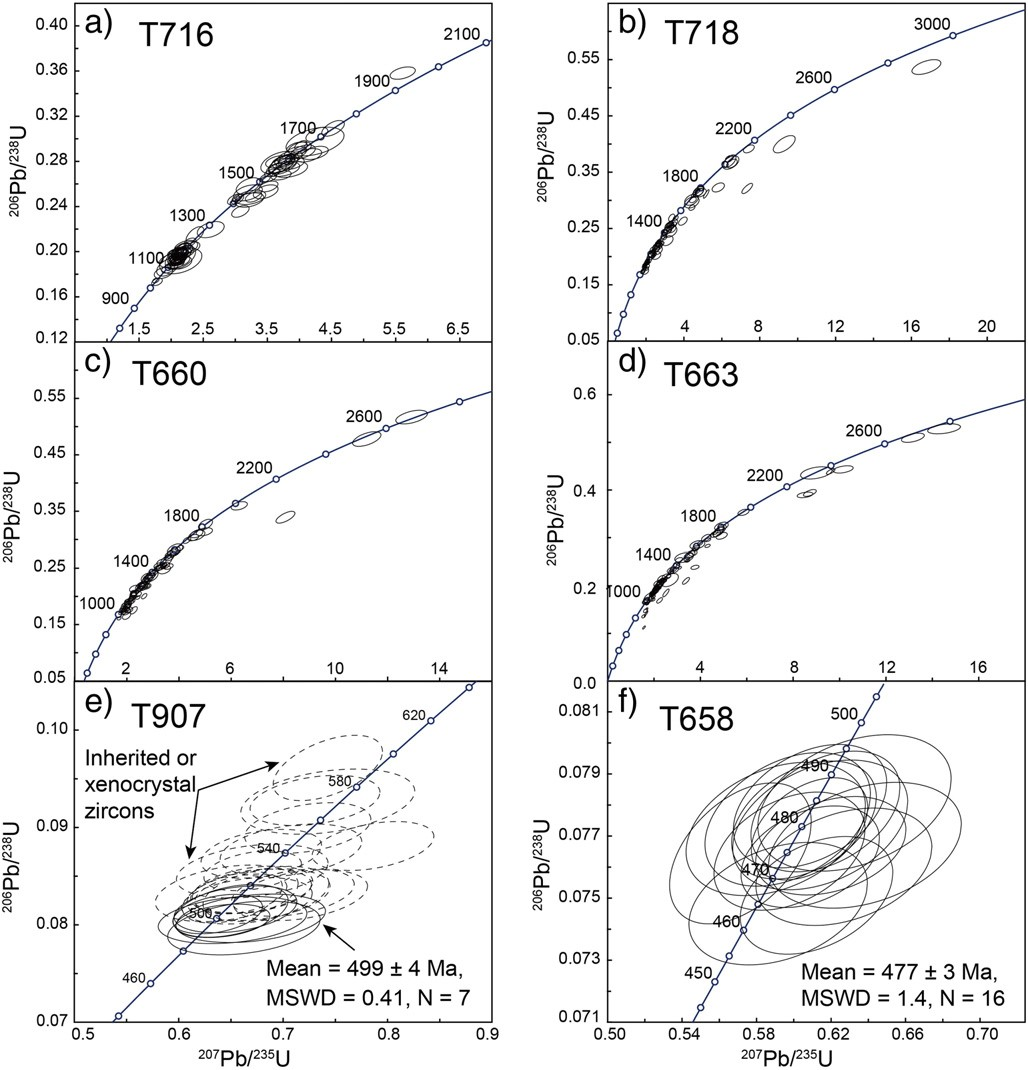 a) T716
0.40
0.36
0.32
0.28
0.24
0.20
0.16
0.12
206Pb/238U
2100
1900
1700
1500
1300
1100
900
1.5 2.5 3.5 4.5 5.5 6.5
b) T718
0.55
0.45
0.35
0.25
0.15
0.05
206Pb/238U
3000
2600
2200
1800
1400
4 8 12 16 20
c) T660
0.55
0.45
0.35
0.25
0.15
0.05
206Pb/238U
2600
2200
1800
1400
1000
2 6 10 14
d) T663
0.6
0.4
0.2
0.0
206Pb/238U
2600
2200
1800
1400
1000
4 8 12 16
e) T907
0.10
0.09
0.08
0.07
206Pb/238U
Inherited or
xenocrystal
zircons
620
580
540
500
460
Mean = 499 ± 4 Ma,
MSWD = 0.41, N = 7
0.5 0.6 0.7 0.8 0.9
207Pb/235U
f) T658
0.081
0.079
0.077
0.075
0.073
0.071
206Pb/238U
500
490
480
470
460
450
Mean = 477 ± 3 Ma,
MSWD = 1.4, N = 16
0.50 0.54 0.58 0.62 0.66 0.70
207Pb/235U